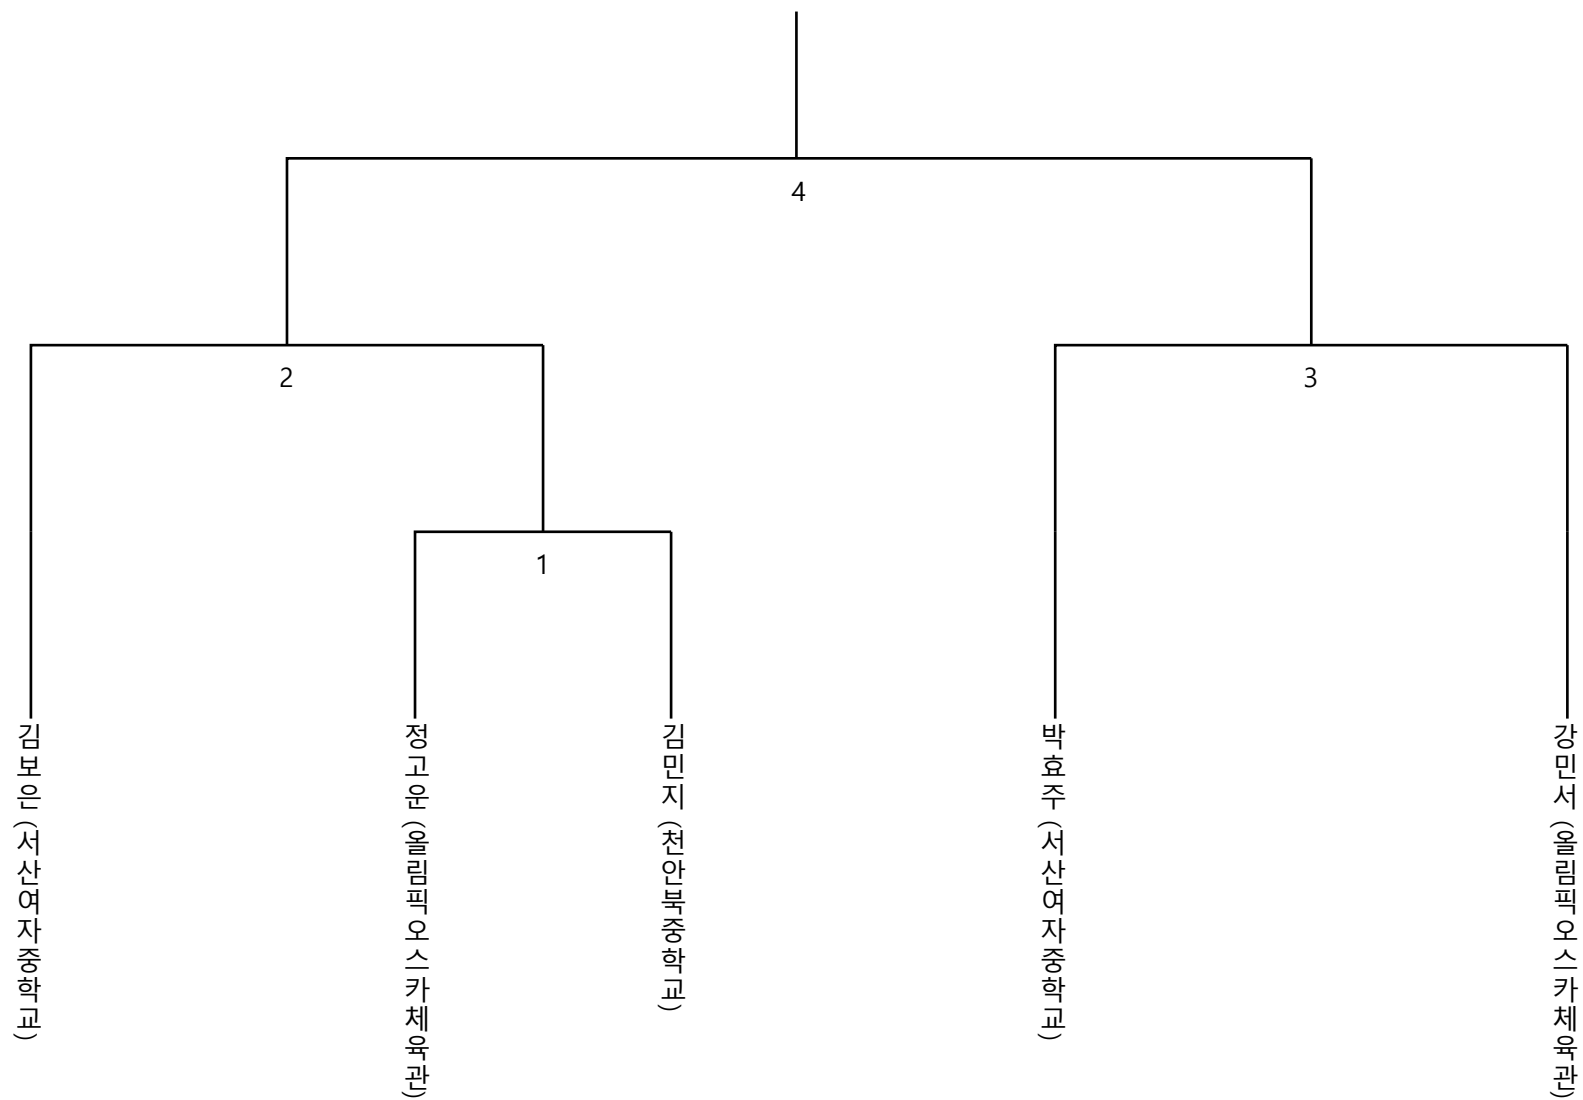 4
2
3
1
김보은 (서산여자중학교)
정고운 (올림픽오스카체육관)
김민지 (천안북중학교)
박효주 (서산여자중학교)
강민서 (올림픽오스카체육관)